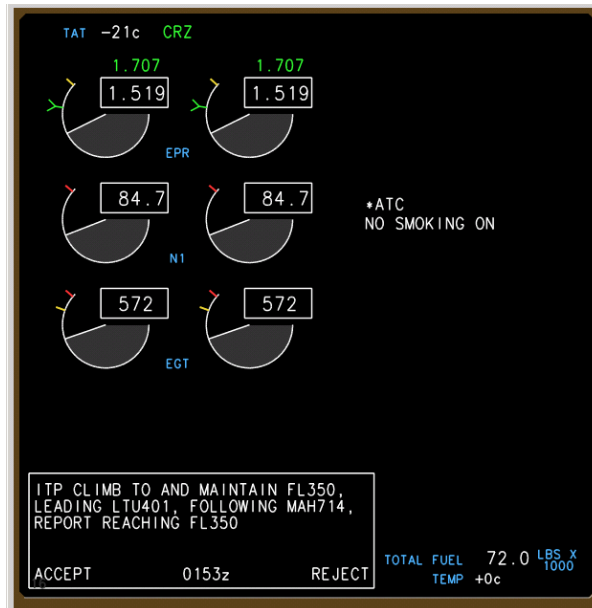 TAT -21c CRZ
1.707 1.707
1.519 1.519
EPR
84.7 84.7
*ATC
NO SMOKING ON
N1
572 572
EGT
ITP CLIMB TO AND MAINTAIN FL350,
LEADING LTU401, FOLLOWING MAH714,
REPORT REACHING FL350
ACCEPT 0153z REJECT
TOTAL FUEL 72.0 LBS X
1000
TEMP +0c